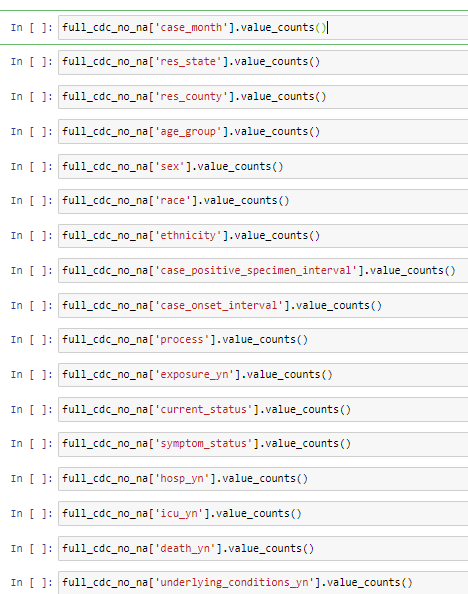 In [ ]: full_cdc_no_na['case_month'].value_counts()
In [ ]: full_cdc_no_na['res_state'].value_counts()
In [ ]: full_cdc_no_na['res_county'].value_counts()
In [ ]: full_cdc_no_na['age_group'].value_counts()
In [ ]: full_cdc_no_na['sex'].value_counts()
In [ ]: full_cdc_no_na['race'].value_counts()
In [ ]: full_cdc_no_na['ethnicity'].value_counts()
In [ ]: full_cdc_no_na['case_positive_specimen_interval'].value_counts()
In [ ]: full_cdc_no_na['case_onset_interval'].value_counts()
In [ ]: full_cdc_no_na['process'].value_counts()
In [ ]: full_cdc_no_na['exposure_yn'].value_counts()
In [ ]: full_cdc_no_na['current_status'].value_counts()
In [ ]: full_cdc_no_na['symptom_status'].value_counts()
In [ ]: full_cdc_no_na['hosp_yn'].value_counts()
In [ ]: full_cdc_no_na['icu_yn'].value_counts()
In [ ]: full_cdc_no_na['death_yn'].value_counts()
In [ ]: full_cdc_no_na['underlying_conditions_yn'].value_counts()